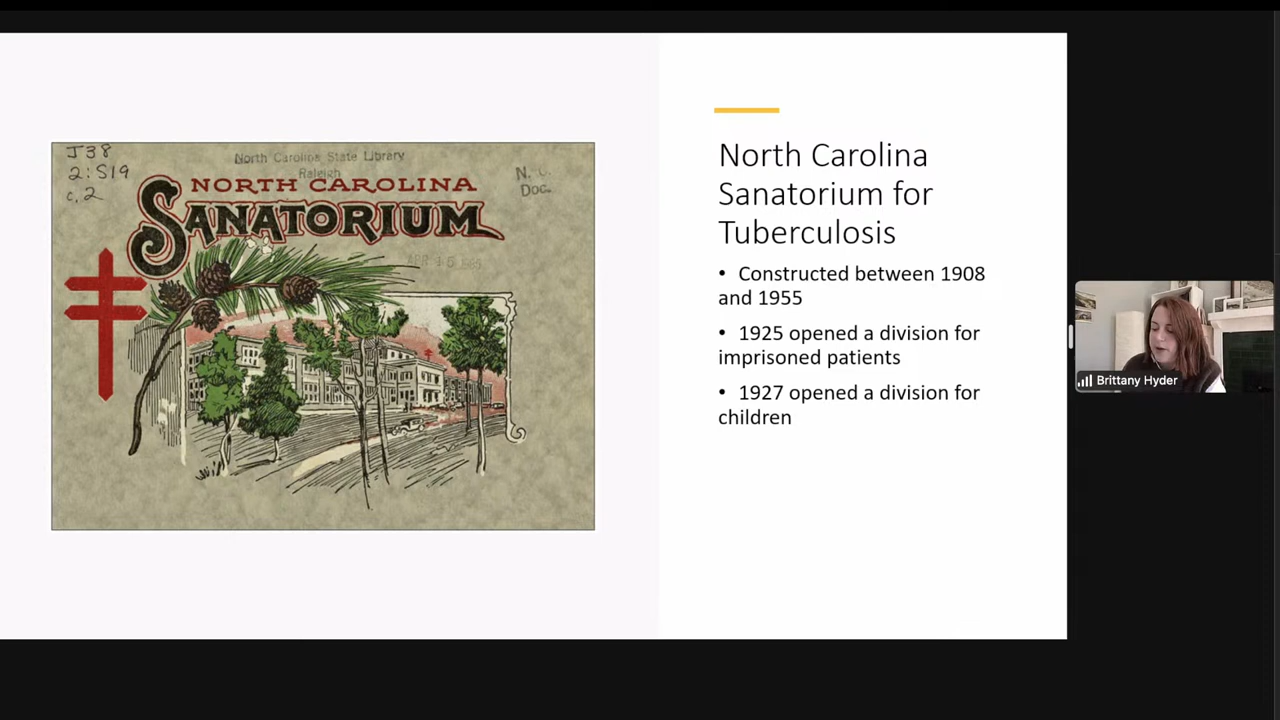 J38
2:S19
c.2
North Carolina State Library
Raleigh
N. C.
Doc.
NORTH CAROLINA
SANATORIUM
North Carolina
Sanatorium for
Tuberculosis
• Constructed between 1908
and 1955
• 1925 opened a division for
imprisoned patients
• 1927 opened a division for
children
Brittany Hyder